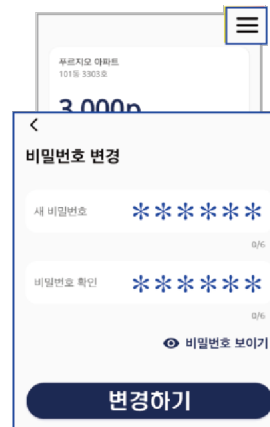 푸르지오 아파트
101동 3303호
3,000p
비밀번호 변경
새 비밀번호 ******
0/6
비밀번호 확인 ******
0/6
비밀번호 보이기
변경하기